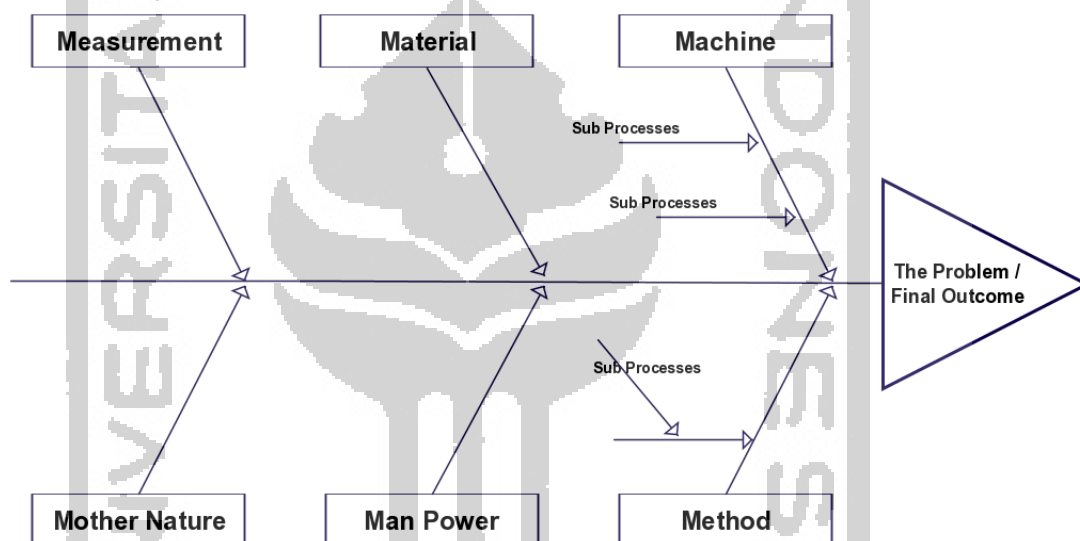 Measurement
Material
Machine
Sub Processes
Sub Processes
The Problem /
Final Outcome
Sub Processes
Mother Nature
Man Power
Method